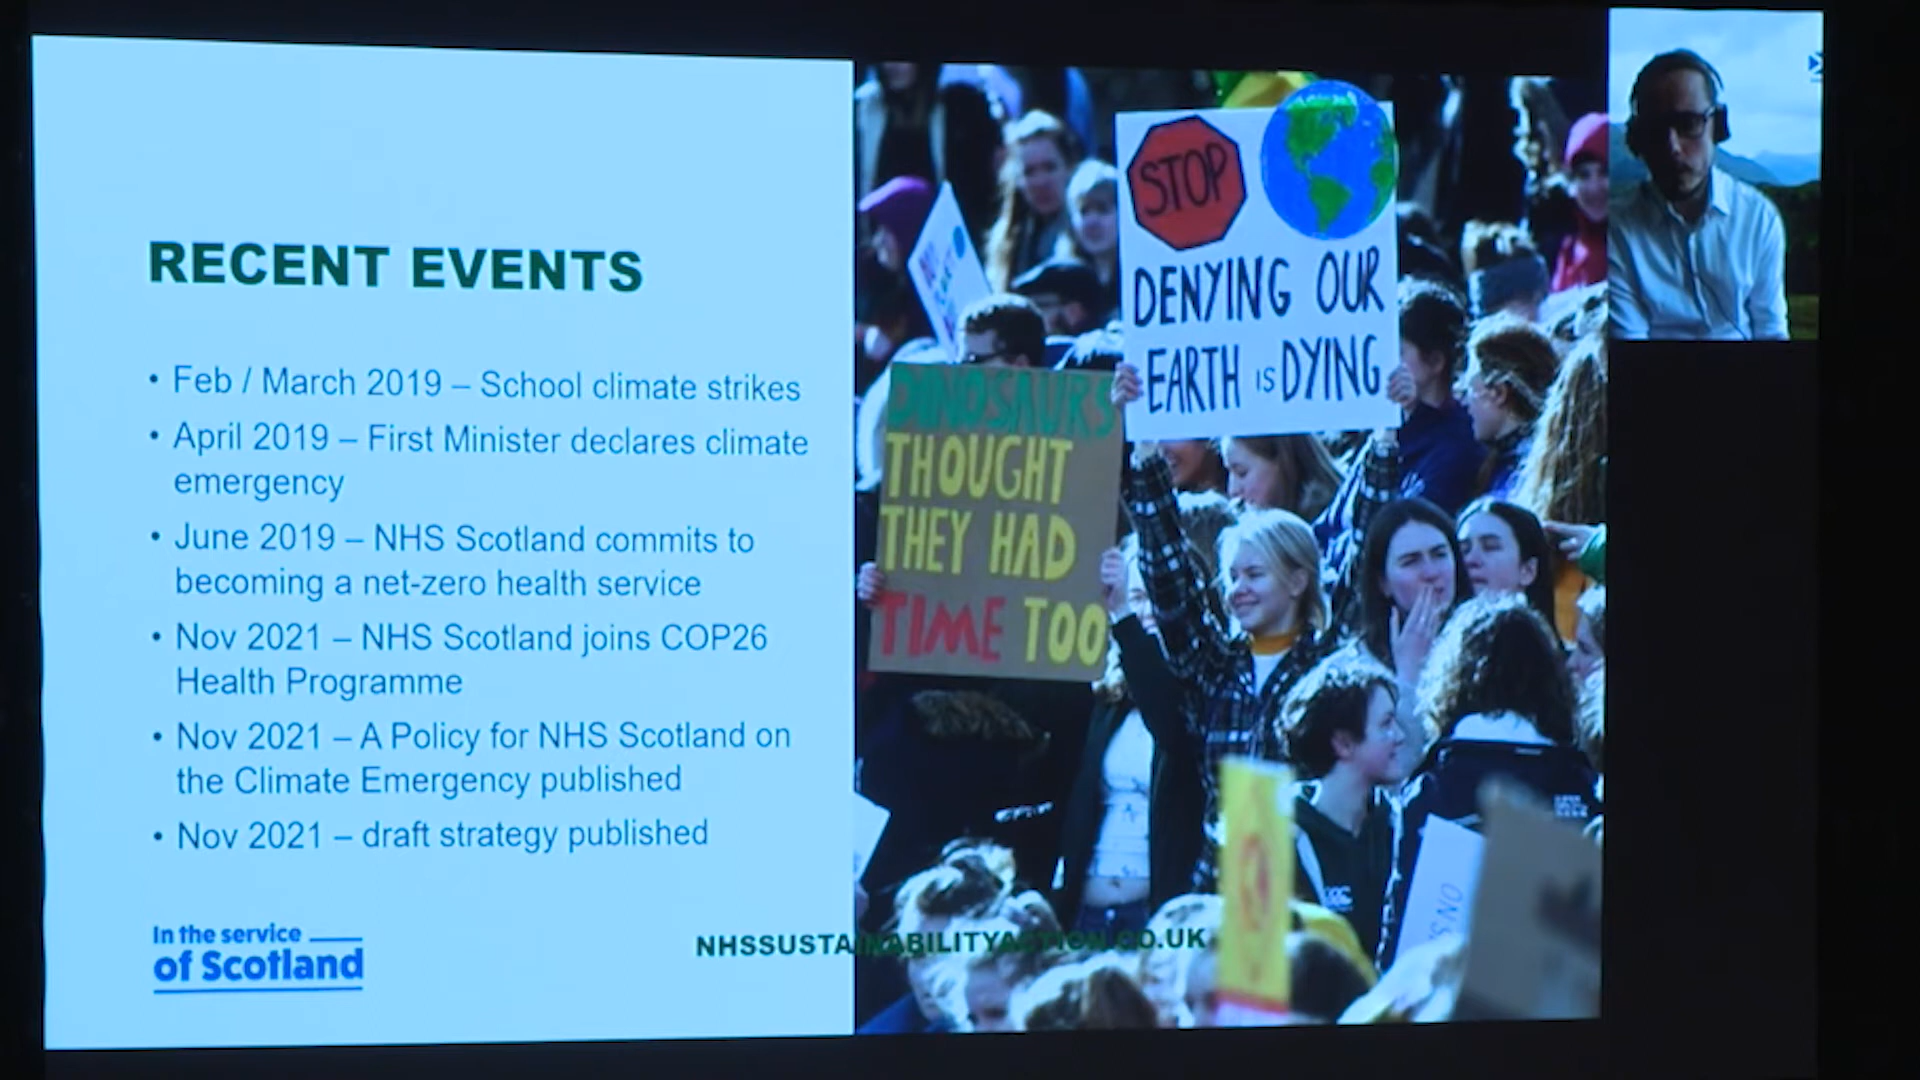 RECENT EVENTS
• Feb / March 2019 – School climate strikes
• April 2019 – First Minister declares climate
emergency
• June 2019 – NHS Scotland commits to
becoming a net-zero health service
• Nov 2021 – NHS Scotland joins COP26
Health Programme
• Nov 2021 – A Policy for NHS Scotland on
the Climate Emergency published
• Nov 2021 – draft strategy published
In the service
of Scotland
NHSSUSTAINABILITYACTION.CO.UK
STOP
DENYING OUR
EARTH IS DYING
DINOSAURS
THOUGHT
THEY HAD
TIME TOO